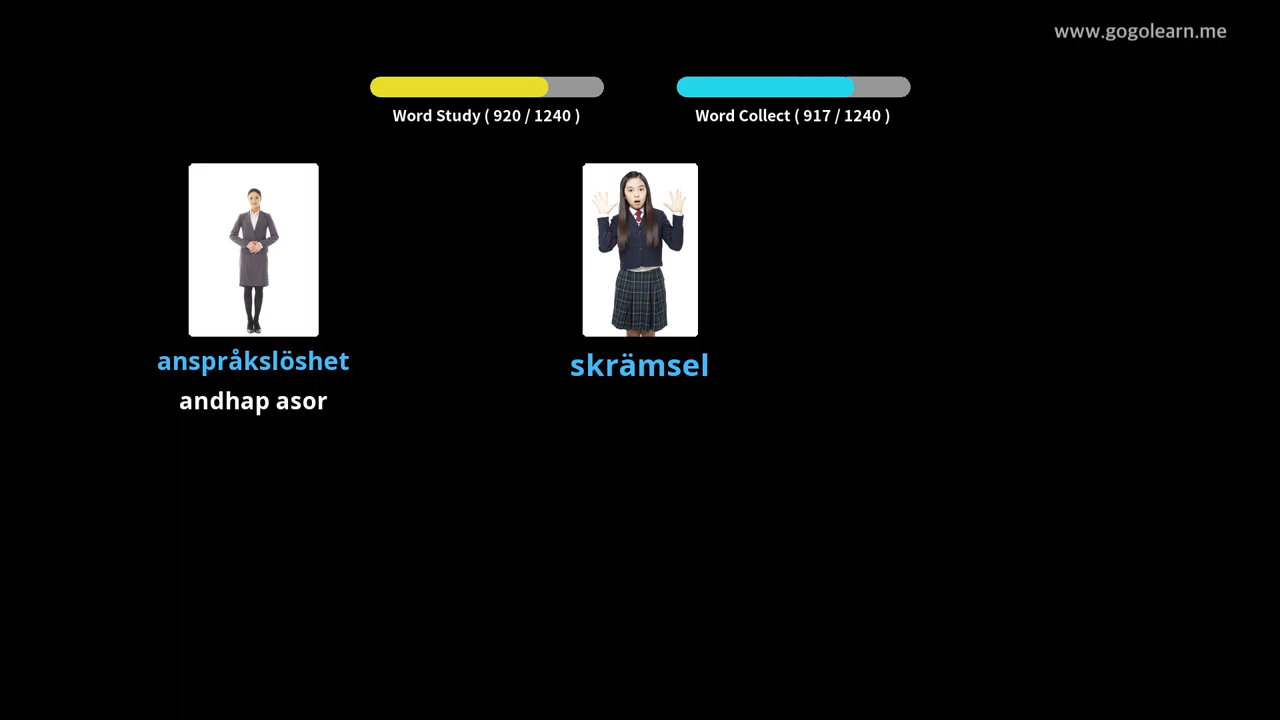 www.gogolearn.me
Word Study ( 920 / 1240 )
Word Collect ( 917 / 1240 )
anspråkslöshet
andhap asor
skrämsel